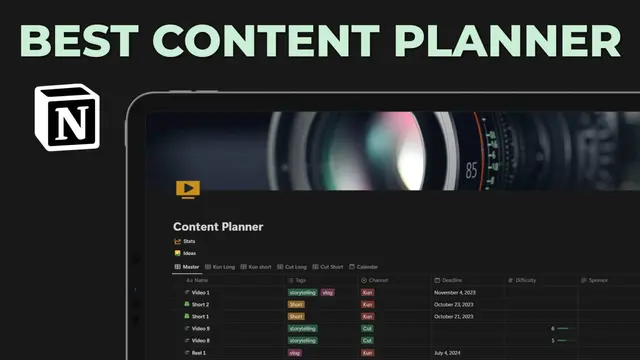 BEST CONTENT PLANNER
N
85
Content Planner
Stats
Ideas
Master Kun Long Kun short Cut Long Cut Short Calendar
Aa Name Tags Channel Deadline Difficulty Sponsor
Video 1 storytelling vlog Kun November 4, 2023
Short 2 Short Kun October 23, 2023
Short 1 Short Kun October 21, 2023
Video 9 storytelling Cut 6
Video 8 storytelling Cut 5
Reel 1 vlog Kun July 4, 2024